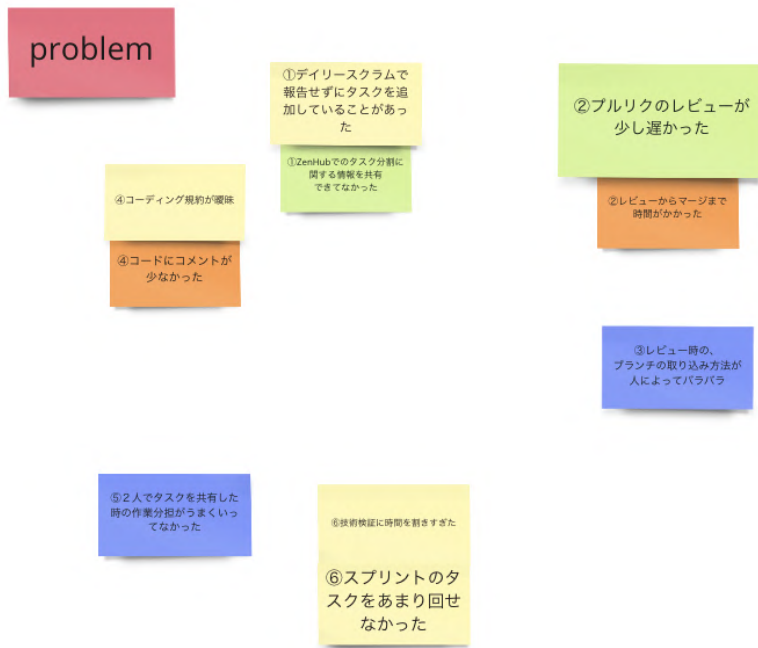 problem
①デイリースクラムで
報告せずにタスクを追
加していることがあっ
た
①ZenHubでのタスク分割に
関する情報を共有
できてなかった
②プルリクのレビューが
少し遅かった
②レビューからマージまで
時間がかかった
④コーディング規約が曖昧
④コードにコメントが
少なかった
③レビュー時の、
ブランチの取り込み方法が
人によってバラバラ
⑤２人でタスクを共有した
時の作業分担がうまくいっ
てなかった
⑥技術検証に時間を割きすぎた
⑥スプリントのタ
スクをあまり回せ
なかった